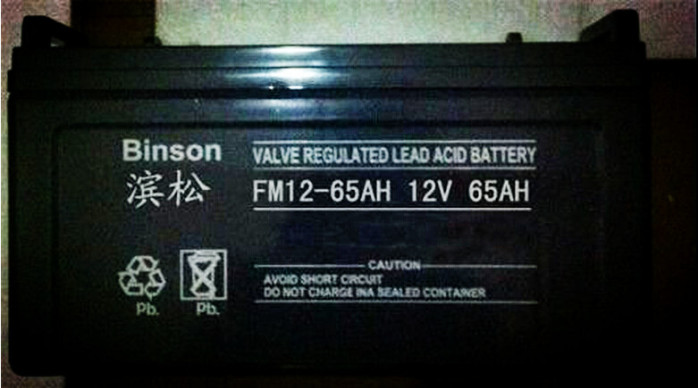 Binson
滨松
VALVE REGULATED LEAD ACID BATTERY
FM12-65AH 12V 65AH
CAUTION
AVOID SHORT CIRCUIT
DO NOT CHARGE INA SEALED CONTAINER
Pb.
Pb.